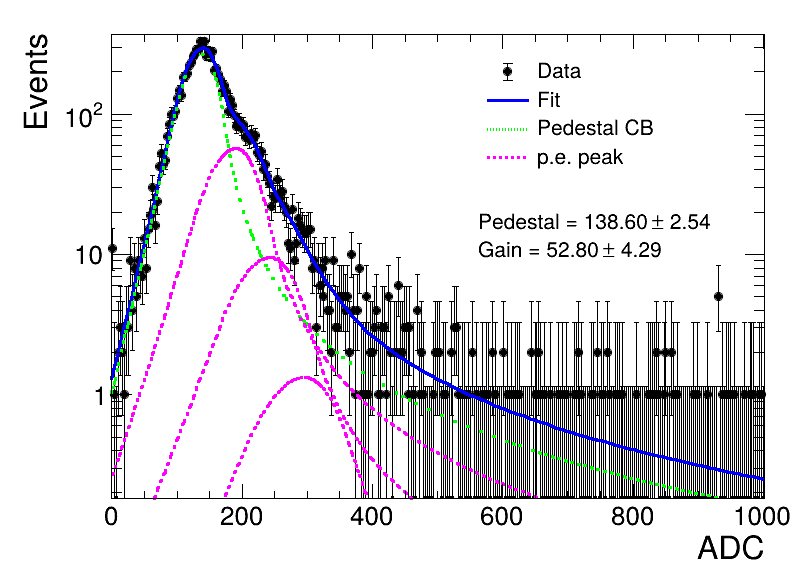 Events
10²
10
1
Data
Fit
Pedestal CB
p.e. peak
Pedestal = 138.60 ± 2.54
Gain = 52.80 ± 4.29
0 200 400 600 800 1000
ADC